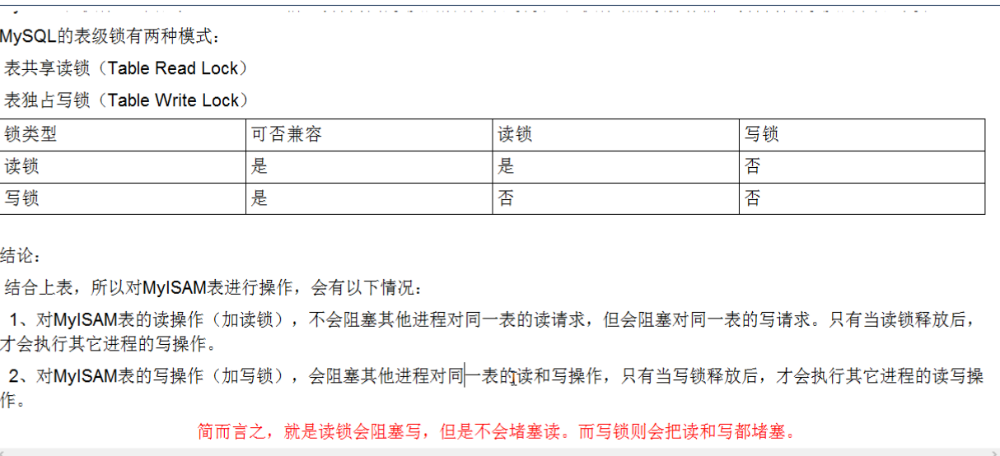 MySQL的表级锁有两种模式：
表共享读锁（Table Read Lock）
表独占写锁（Table Write Lock）
锁类型 可否兼容 读锁 写锁
读锁 是 是 否
写锁 是 否 否
结论：
结合上表，所以对MyISAM表进行操作，会有以下情况：
1、对MyISAM表的读操作（加读锁），不会阻塞其他进程对同一表的读请求，但会阻塞对同一表的写请求。只有当读锁释放后，
才会执行其它进程的写操作。
2、对MyISAM表的写操作（加写锁），会阻塞其他进程对同一表的读和写操作，只有当写锁释放后，才会执行其它进程的读写操
作。
简而言之，就是读锁会阻塞写，但是不会堵塞读。而写锁则会把读和写都堵塞。